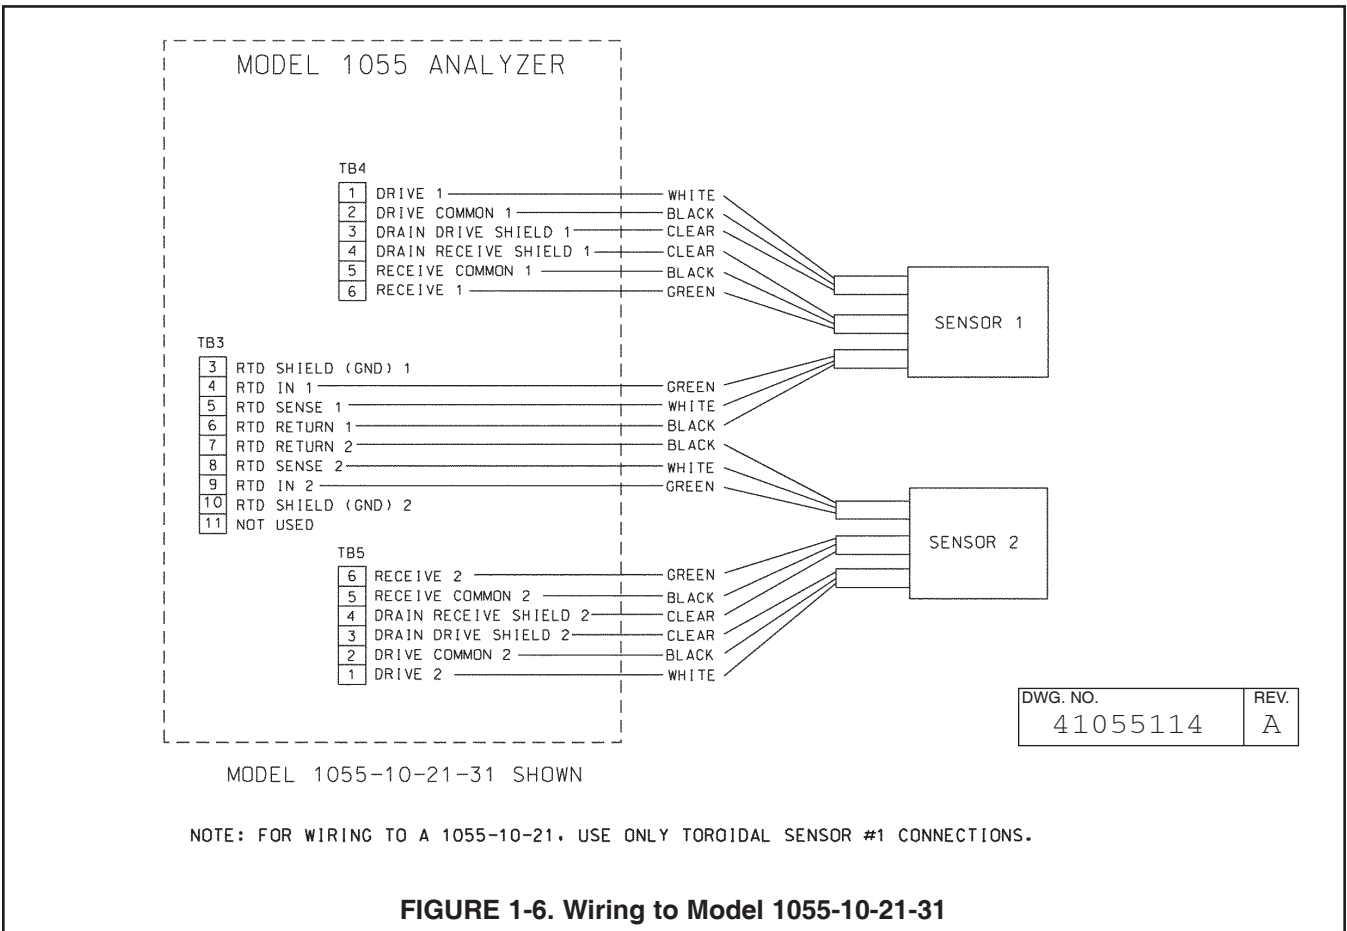 MODEL 1055 ANALYZER
TB4
1 DRIVE 1 WHITE
2 DRIVE COMMON 1 BLACK
3 DRAIN DRIVE SHIELD 1 CLEAR
4 DRAIN RECEIVE SHIELD 1 CLEAR
5 RECEIVE COMMON 1 BLACK
6 RECEIVE 1 GREEN
SENSOR 1
TB3
3 RTD SHIELD (GND) 1
4 RTD IN 1 GREEN
5 RTD SENSE 1 WHITE
6 RTD RETURN 1 BLACK
7 RTD RETURN 2 BLACK
8 RTD SENSE 2 WHITE
9 RTD IN 2 GREEN
10 RTD SHIELD (GND) 2
11 NOT USED
SENSOR 2
TB5
6 RECEIVE 2 GREEN
5 RECEIVE COMMON 2 BLACK
4 DRAIN RECEIVE SHIELD 2 CLEAR
3 DRAIN DRIVE SHIELD 2 CLEAR
2 DRIVE COMMON 2 BLACK
1 DRIVE 2 WHITE
DWG. NO. REV.
41055114 A
MODEL 1055-10-21-31 SHOWN
NOTE: FOR WIRING TO A 1055-10-21, USE ONLY TOROIDAL SENSOR #1 CONNECTIONS.
FIGURE 1-6. Wiring to Model 1055-10-21-31